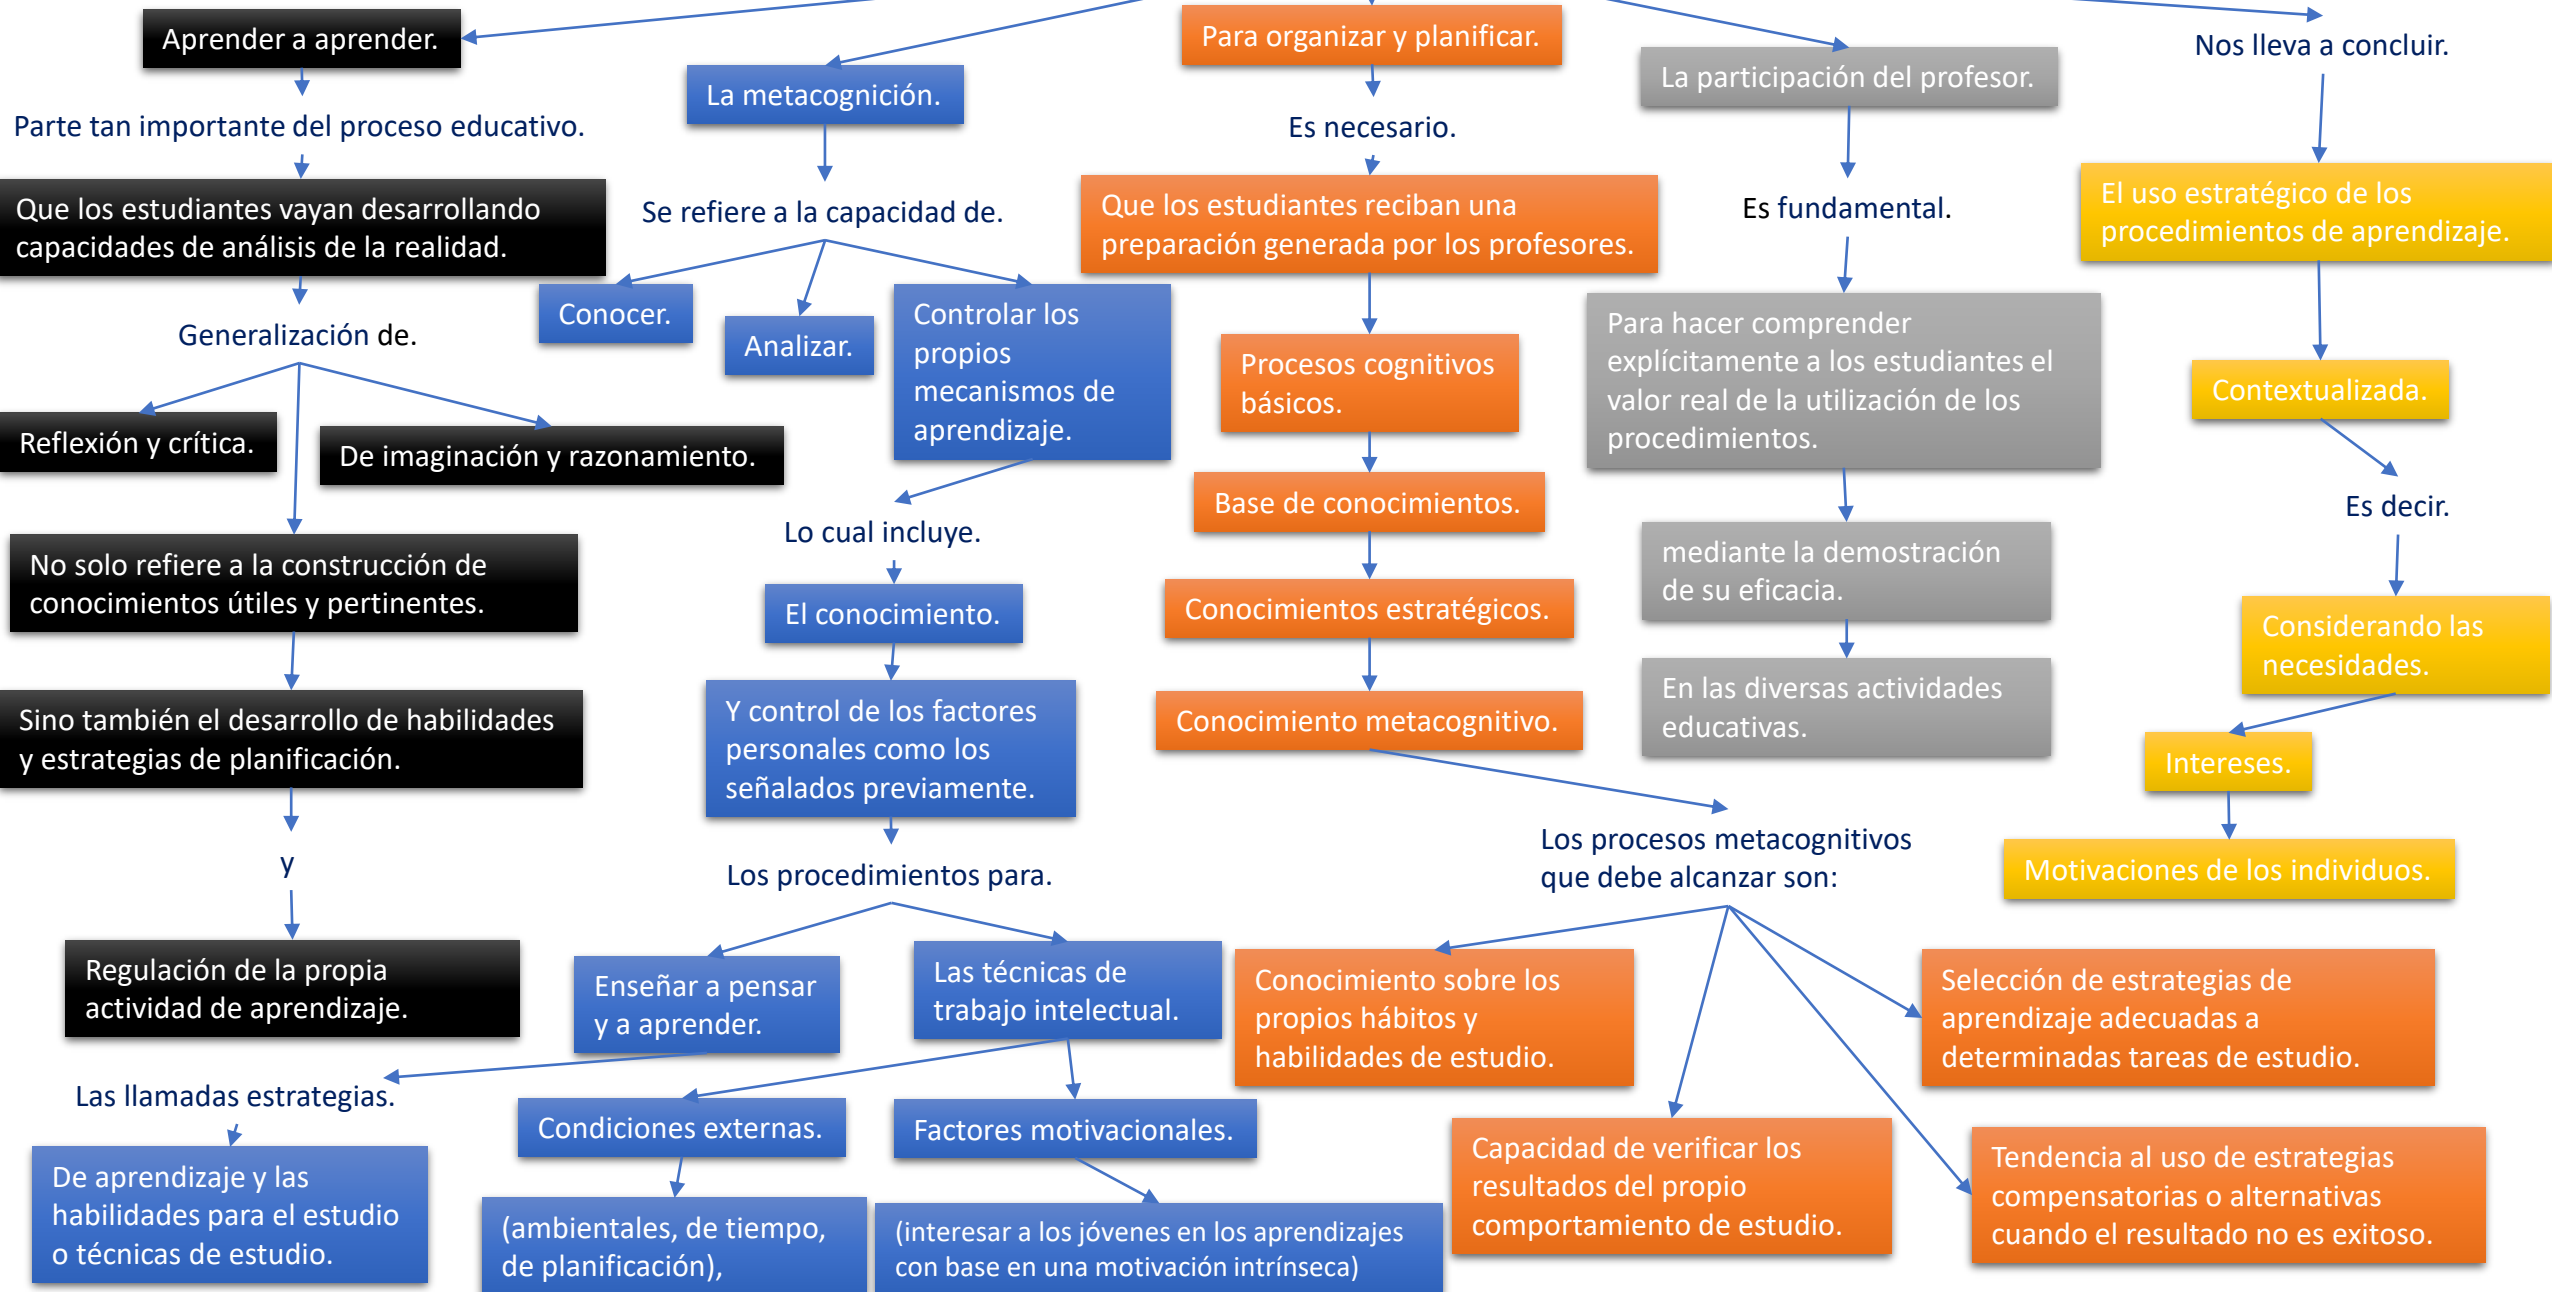 Aprender a aprender.
Parte tan importante del proceso educativo.
Que los estudiantes vayan desarrollando
capacidades de análisis de la realidad.
Generalización de.
Reflexión y crítica.
De imaginación y razonamiento.
No solo refiere a la construcción de
conocimientos útiles y pertinentes.
Sino también el desarrollo de habilidades
y estrategias de planificación.
y
Regulación de la propia
actividad de aprendizaje.
La metacognición.
Se refiere a la capacidad de.
Conocer.
Analizar.
Controlar los
propios
mecanismos de
aprendizaje.
Lo cual incluye.
El conocimiento.
Y control de los factores
personales como los
señalados previamente.
Los procedimientos para.
Enseñar a pensar
y a aprender.
Las técnicas de
trabajo intelectual.
Las llamadas estrategias.
De aprendizaje y las
habilidades para el estudio
o técnicas de estudio.
Condiciones externas.
(ambientales, de tiempo,
de planificación),
Factores motivacionales.
(interesar a los jóvenes en los aprendizajes
con base en una motivación intrínseca)
Para organizar y planificar.
Es necesario.
Que los estudiantes reciban una
preparación generada por los profesores.
Procesos cognitivos
básicos.
Base de conocimientos.
Conocimientos estratégicos.
Conocimiento metacognitivo.
Los procesos metacognitivos
que debe alcanzar son:
Conocimiento sobre los
propios hábitos y
habilidades de estudio.
Capacidad de verificar los
resultados del propio
comportamiento de estudio.
Selección de estrategias de
aprendizaje adecuadas a
determinadas tareas de estudio.
Tendencia al uso de estrategias
compensatorias o alternativas
cuando el resultado no es exitoso.
La participación del profesor.
Es fundamental.
Para hacer comprender
explícitamente a los estudiantes el
valor real de la utilización de los
procedimientos.
mediante la demostración
de su eficacia.
En las diversas actividades
educativas.
Nos lleva a concluir.
El uso estratégico de los
procedimientos de aprendizaje.
Contextualizada.
Es decir.
Considerando las
necesidades.
Intereses.
Motivaciones de los individuos.